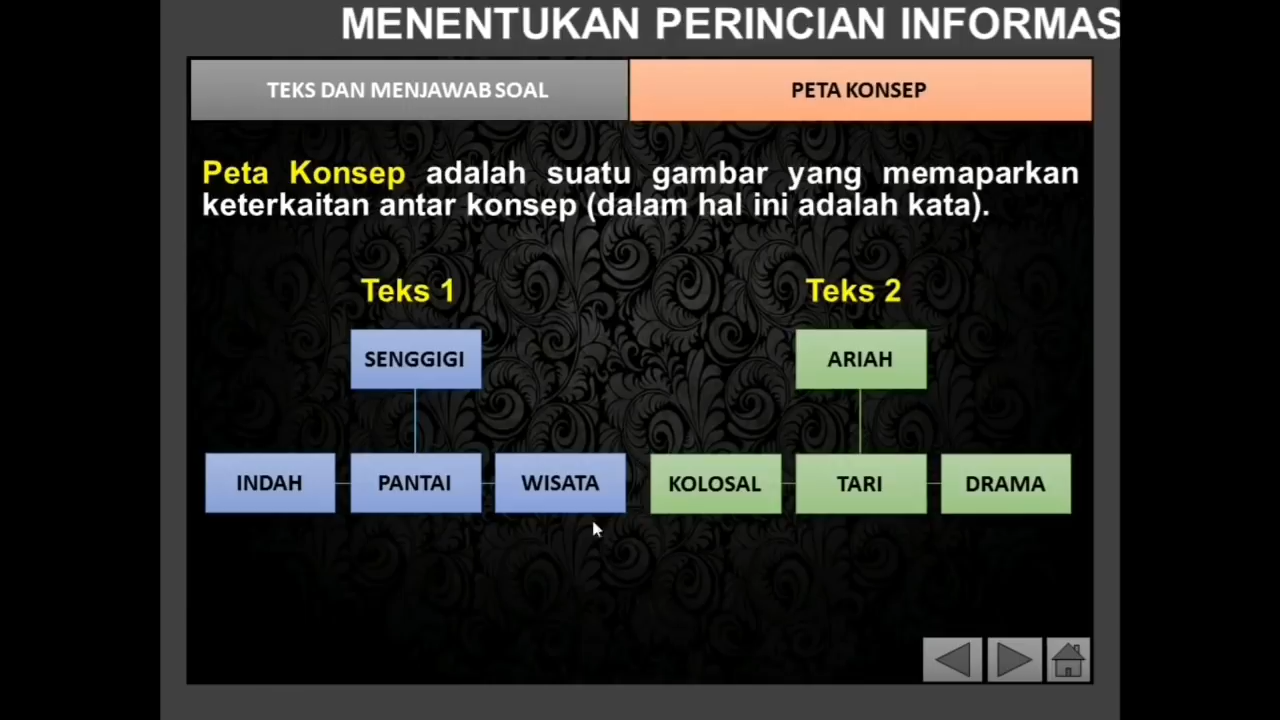 MENENTUKAN PERINCIAN INFORMAS
TEKS DAN MENJAWAB SOAL
PETA KONSEP
Peta Konsep adalah suatu gambar yang memaparkan
keterkaitan antar konsep (dalam hal ini adalah kata).
Teks 1
Teks 2
SENGGIGI
ARIAH
INDAH
PANTAI
WISATA
KOLOSAL
TARI
DRAMA